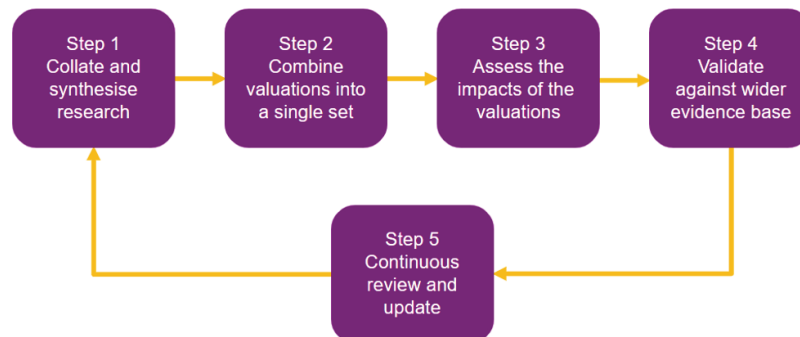 Step 1
Collate and
synthesise
research
Step 2
Combine
valuations into
a single set
Step 3
Assess the
impacts of the
valuations
Step 4
Validate
against wider
evidence base
Step 5
Continuous
review and
update